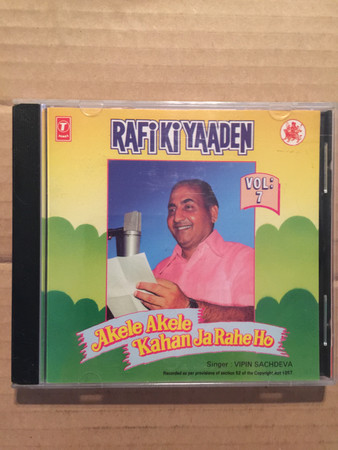 T
RAFi Ki YAADEN
VOL:
7
Akele Akele
Kahan Ja Rahe Ho
Singer : VIPIN SACHDEVA
Recorded as per provisions of section 52 of the Copyright Act 1957